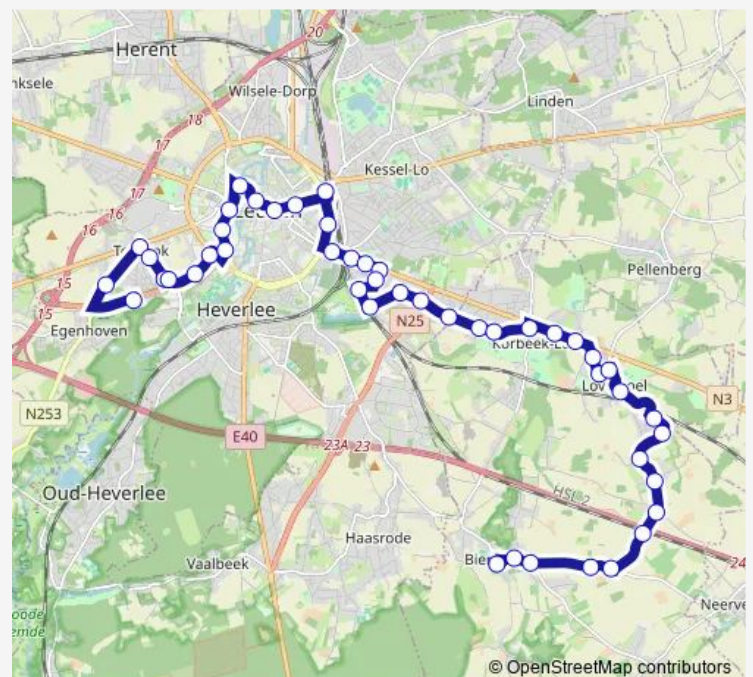 20
Herent
nksele
Wilsele-Dorp
Linden
18
17
Kessel-Lo
17
16
16
Pellenberg
15
15
Heverlee
Egenhoven
N25
N3
N253
E40
23A 23
Oud-Heverlee
HSL 2
Haasrode
Vaalbeek
24
Neerve
© OpenStreetMap contributors